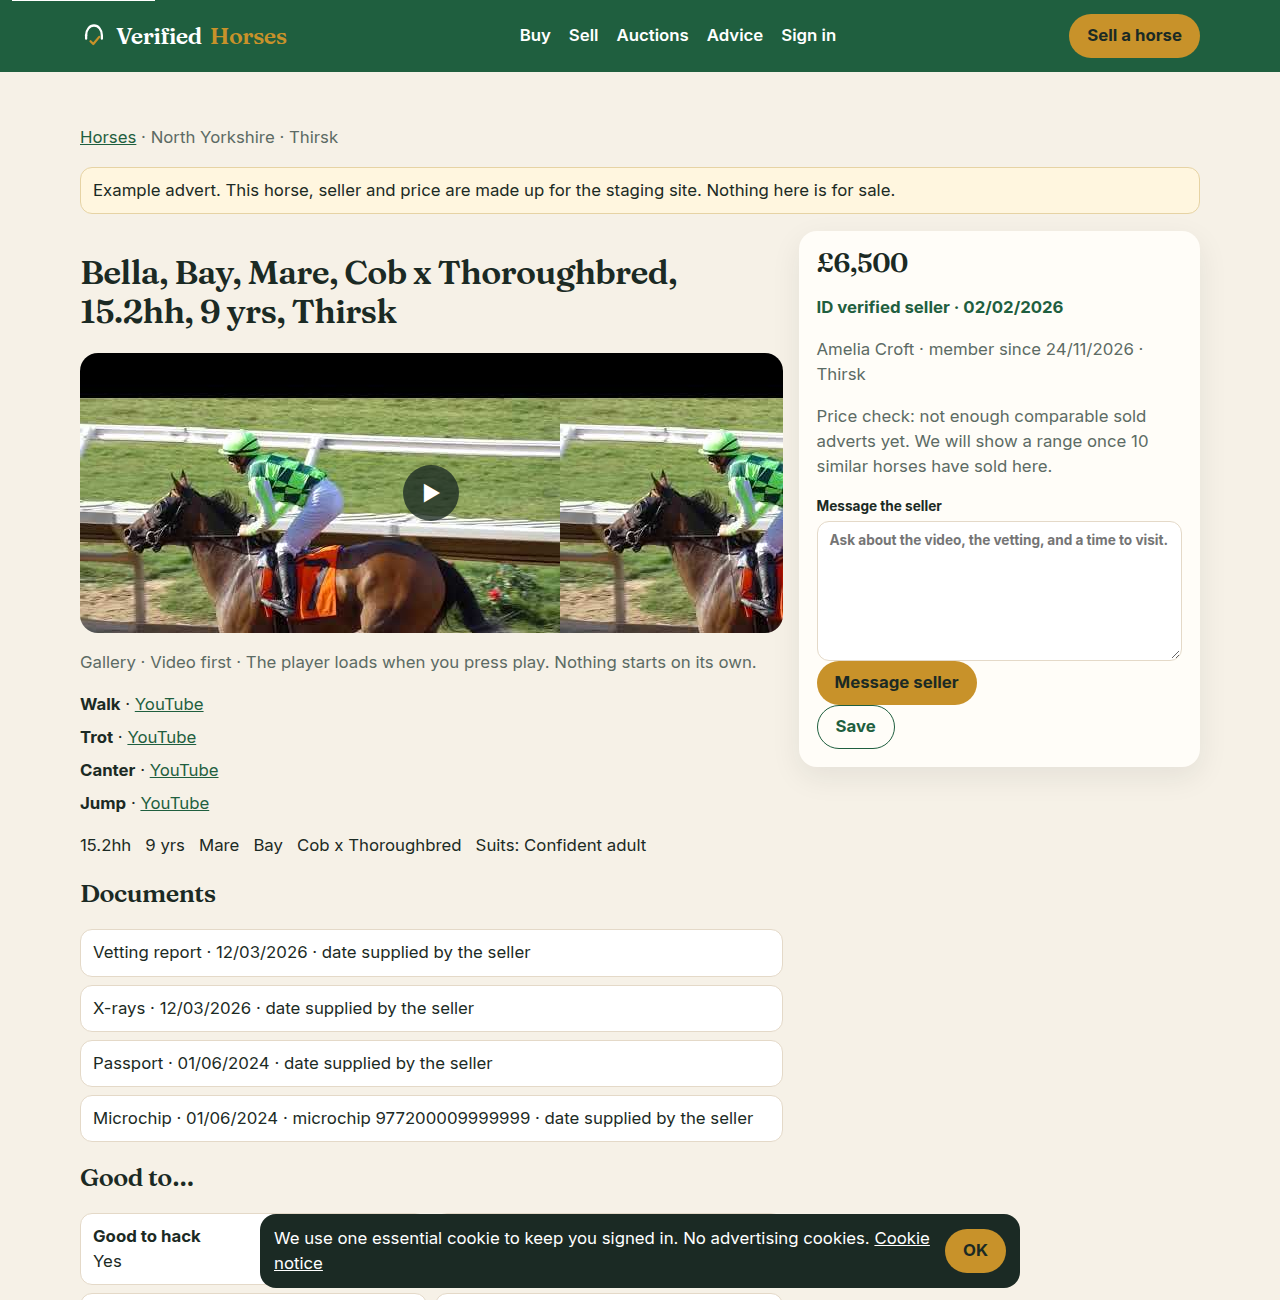 Verified Horses
Buy Sell Auctions Advice Sign in
Sell a horse
Horses · North Yorkshire · Thirsk
Example advert. This horse, seller and price are made up for the staging site. Nothing here is for sale.
Bella, Bay, Mare, Cob x Thoroughbred,
15.2hh, 9 yrs, Thirsk
7
Gallery · Video first · The player loads when you press play. Nothing starts on its own.
Walk · YouTube
Trot · YouTube
Canter · YouTube
Jump · YouTube
15.2hh 9 yrs Mare Bay Cob x Thoroughbred Suits: Confident adult
Documents
Vetting report · 12/03/2026 · date supplied by the seller
X-rays · 12/03/2026 · date supplied by the seller
Passport · 01/06/2024 · date supplied by the seller
Microchip · 01/06/2024 · microchip 977200009999999 · date supplied by the seller
Good to...
Good to hack
Yes
£6,500
ID verified seller · 02/02/2026
Amelia Croft · member since 24/11/2026 ·
Thirsk
Price check: not enough comparable sold
adverts yet. We will show a range once 10
similar horses have sold here.
Message the seller
Ask about the video, the vetting, and a time to visit.
Message seller
Save
We use one essential cookie to keep you signed in. No advertising cookies. Cookie
notice
OK